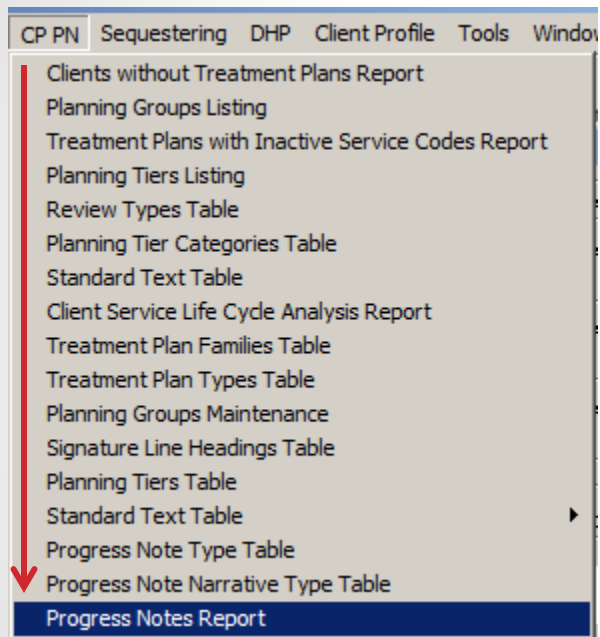 CP PN Sequestering DHP Client Profile Tools Window
Clients without Treatment Plans Report
Planning Groups Listing
Treatment Plans with Inactive Service Codes Report
Planning Tiers Listing
Review Types Table
Planning Tier Categories Table
Standard Text Table
Client Service Life Cycle Analysis Report
Treatment Plan Families Table
Treatment Plan Types Table
Planning Groups Maintenance
Signature Line Headings Table
Planning Tiers Table
Standard Text Table
Progress Note Type Table
Progress Note Narrative Type Table
Progress Notes Report